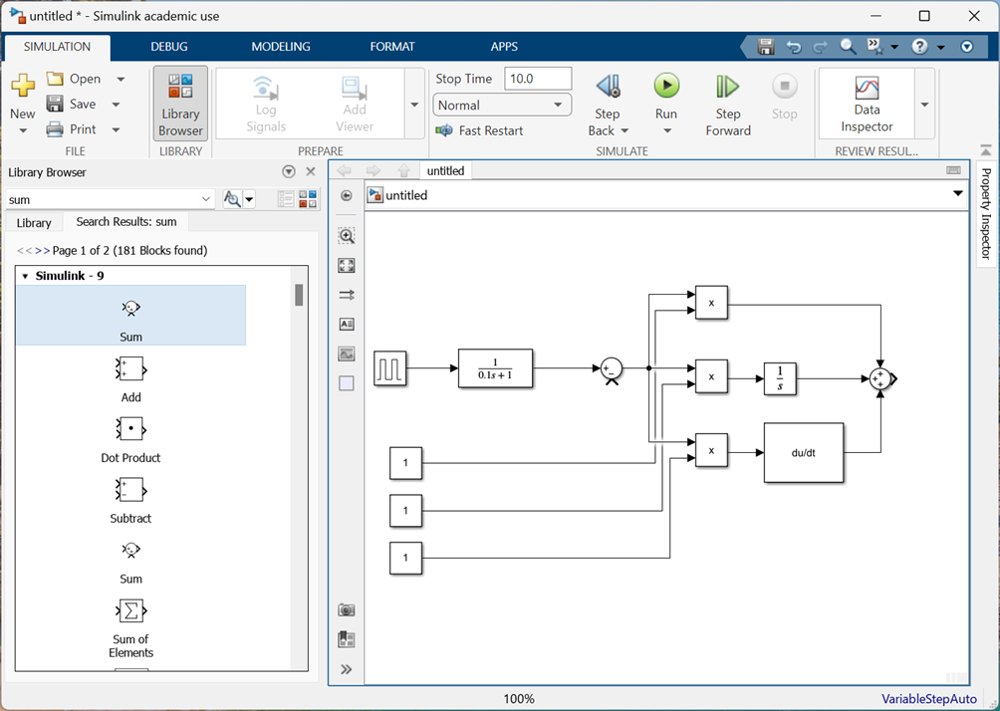 untitled * - Simulink academic use
SIMULATION DEBUG MODELING FORMAT APPS
New
Open
Save
Print
FILE
Library
Browser
LIBRARY
Log
Signals
Add
Viewer
PREPARE
Stop Time 10.0
Normal
Fast Restart
Step
Back
Run
Step
Forward
Stop
SIMULATE
Data
Inspector
REVIEW RESUL...
Library Browser
sum
Library Search Results: sum
<< >> Page 1 of 2 (181 Blocks found)
Simulink - 9
Sum
Add
Dot Product
Subtract
Sum
Sum of
Elements
untitled
untitled
Property Inspector
1
0.1s + 1
+
−
x
x
x
1
s
du/dt
+
+
+
1
1
1
100%
VariableStepAuto